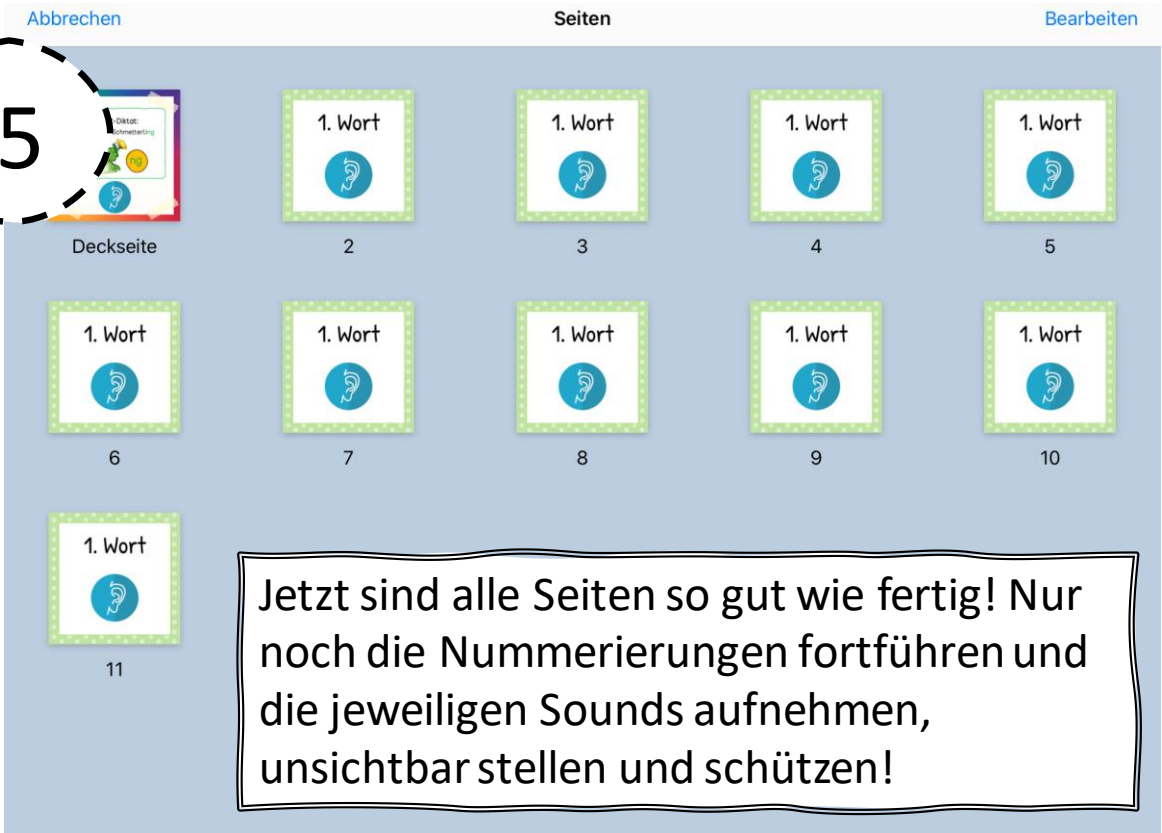 Abbrechen Seiten Bearbeiten
5
-Diktat:
Schmetterling
ng
1. Wort 1. Wort 1. Wort 1. Wort
Deckseite 2 3 4 5
1. Wort 1. Wort 1. Wort 1. Wort 1. Wort
6 7 8 9 10
1. Wort
11
Jetzt sind alle Seiten so gut wie fertig! Nur
noch die Nummerierungen fortführen und
die jeweiligen Sounds aufnehmen,
unsichtbar stellen und schützen!